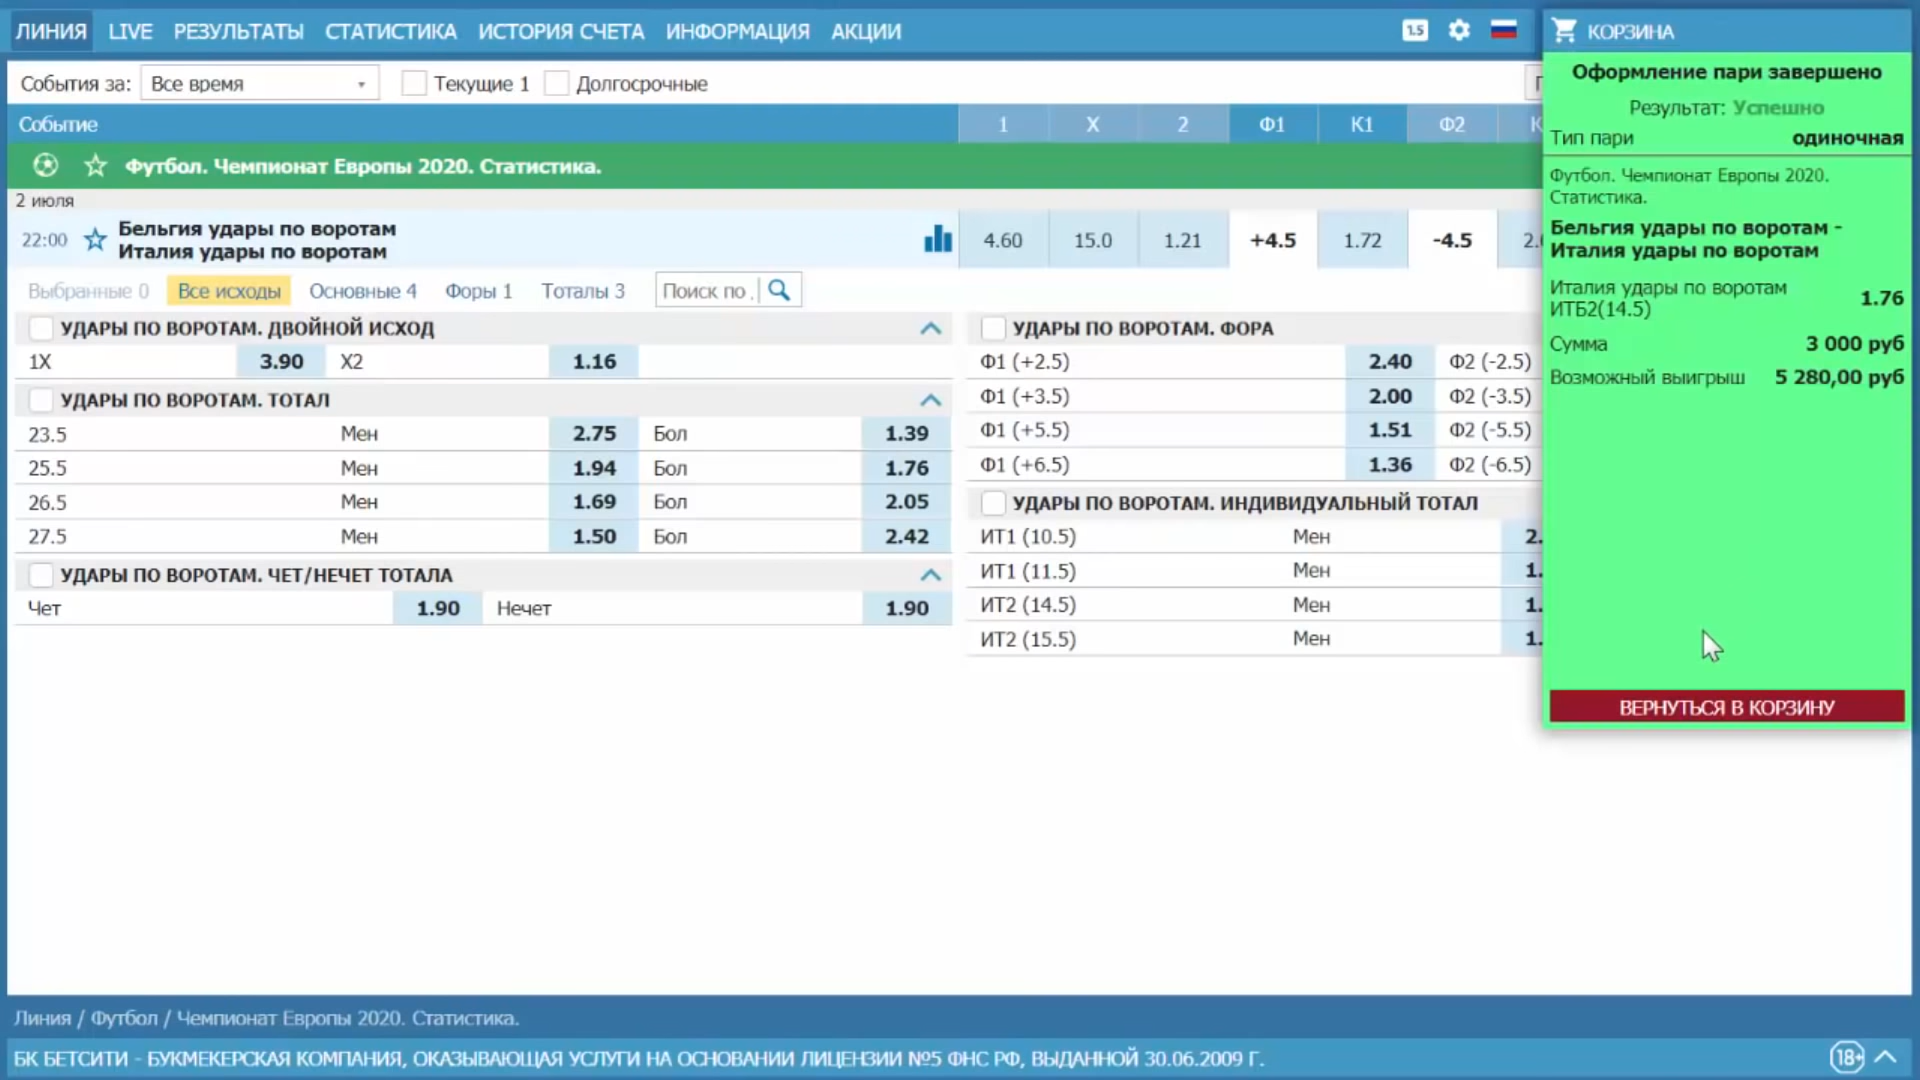 ЛИНИЯ LIVE РЕЗУЛЬТАТЫ СТАТИСТИКА ИСТОРИЯ СЧЕТА ИНФОРМАЦИЯ АКЦИИ 1.5
События за: Все время Текущие 1 Долгосрочные
Событие 1 X 2 Ф1 К1 Ф2
Футбол. Чемпионат Европы 2020. Статистика.
2 июля
22:00 Бельгия удары по воротам
Италия удары по воротам
4.60 15.0 1.21 +4.5 1.72 -4.5
Выбранные 0 Все исходы Основные 4 Форы 1 Тоталы 3 Поиск по
УДАРЫ ПО ВОРОТАМ. ДВОЙНОЙ ИСХОД
1X 3.90 X2 1.16
УДАРЫ ПО ВОРОТАМ. ТОТАЛ
23.5 Мен 2.75 Бол 1.39
25.5 Мен 1.94 Бол 1.76
26.5 Мен 1.69 Бол 2.05
27.5 Мен 1.50 Бол 2.42
УДАРЫ ПО ВОРОТАМ. ЧЕТ/НЕЧЕТ ТОТАЛА
Чет 1.90 Нечет 1.90
УДАРЫ ПО ВОРОТАМ. ФОРА
Ф1 (+2.5) 2.40 Ф2 (-2.5)
Ф1 (+3.5) 2.00 Ф2 (-3.5)
Ф1 (+5.5) 1.51 Ф2 (-5.5)
Ф1 (+6.5) 1.36 Ф2 (-6.5)
УДАРЫ ПО ВОРОТАМ. ИНДИВИДУАЛЬНЫЙ ТОТАЛ
ИТ1 (10.5) Мен
ИТ1 (11.5) Мен
ИТ2 (14.5) Мен
ИТ2 (15.5) Мен
КОРЗИНА
Оформление пари завершено
Результат: Успешно
Тип пари одиночная
Футбол. Чемпионат Европы 2020.
Статистика.
Бельгия удары по воротам -
Италия удары по воротам
Италия удары по воротам
ИТБ2(14.5) 1.76
Сумма 3 000 руб
Возможный выигрыш 5 280,00 руб
ВЕРНУТЬСЯ В КОРЗИНУ
Линия / Футбол / Чемпионат Европы 2020. Статистика.
БК БЕТСИТИ - БУКМЕКЕРСКАЯ КОМПАНИЯ, ОКАЗЫВАЮЩАЯ УСЛУГИ НА ОСНОВАНИИ ЛИЦЕНЗИИ №5 ФНС РФ, ВЫДАННОЙ 30.06.2009 Г. 18+